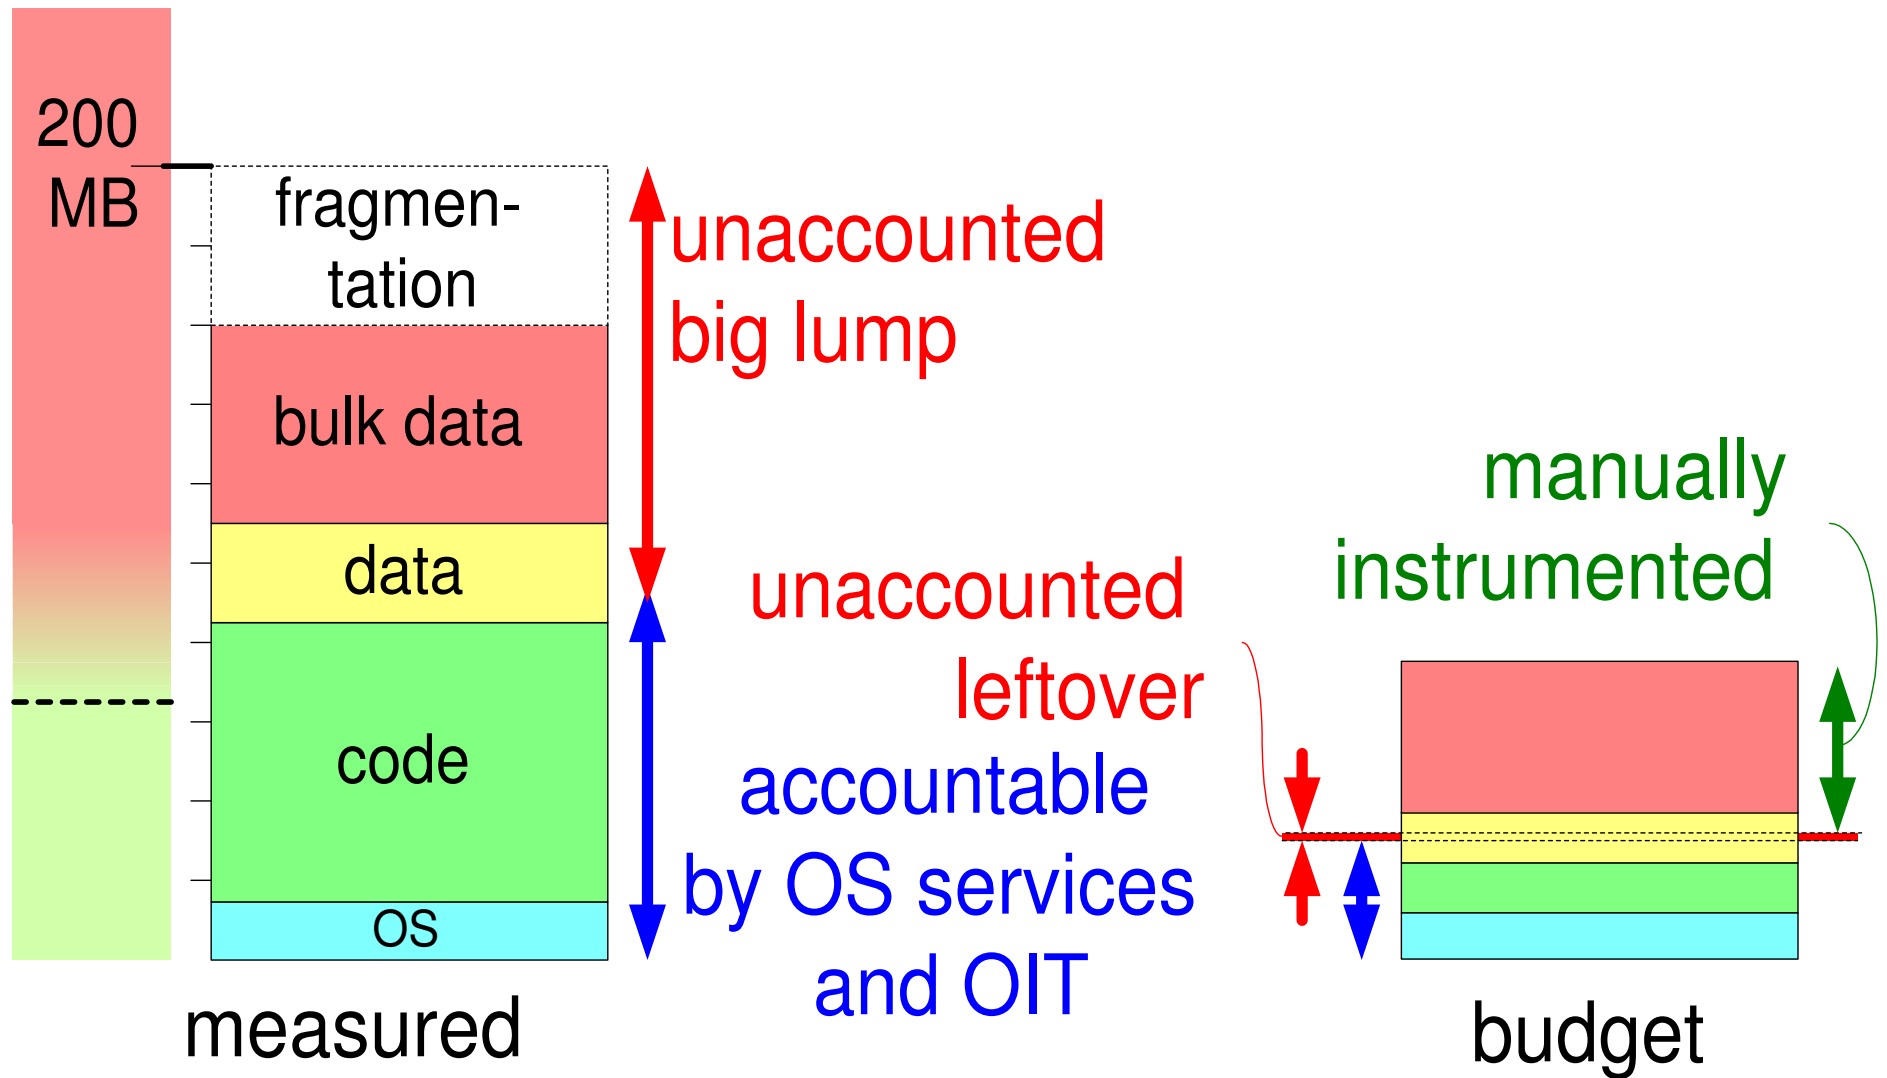 200
MB
fragmen-
tation
bulk data
data
code
OS
measured
unaccounted
big lump
unaccounted
leftover
accountable
by OS services
and OIT
manually
instrumented
budget